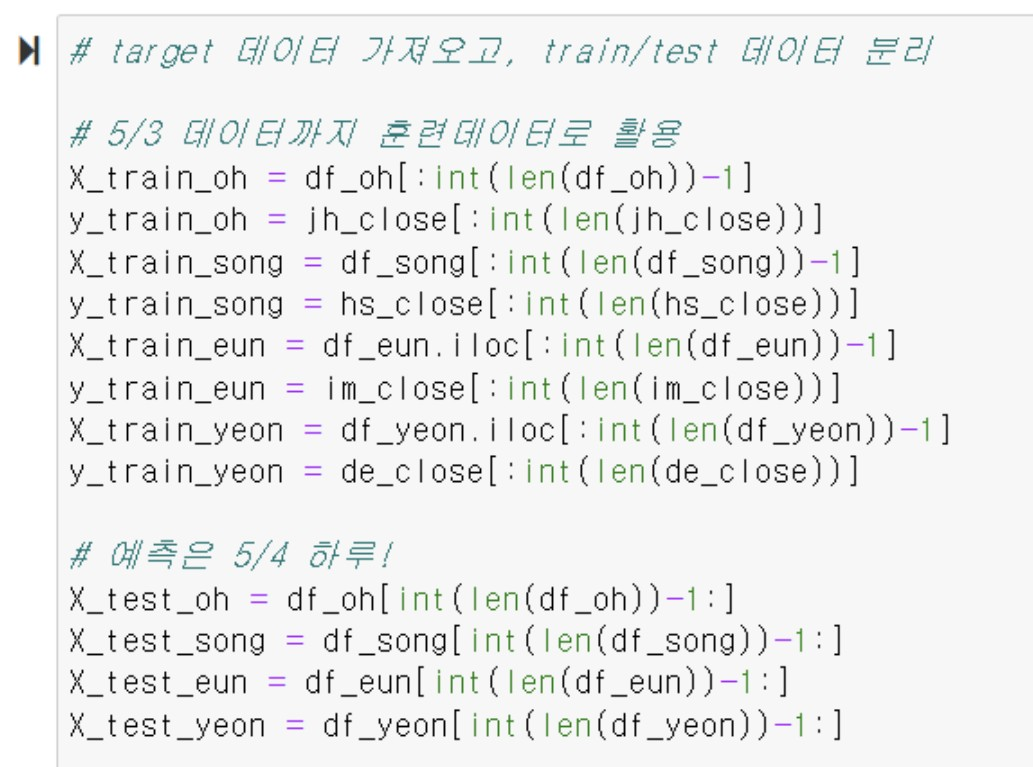 # target 데이터 가져오고, train/test 데이터 분리
# 5/3 데이터까지 훈련데이터로 활용
X_train_oh = df_oh[:int(len(df_oh))-1]
y_train_oh = jh_close[:int(len(jh_close))]
X_train_song = df_song[:int(len(df_song))-1]
y_train_song = hs_close[:int(len(hs_close))]
X_train_eun = df_eun.iloc[:int(len(df_eun))-1]
y_train_eun = im_close[:int(len(im_close))]
X_train_yeon = df_yeon.iloc[:int(len(df_yeon))-1]
y_train_yeon = de_close[:int(len(de_close))]
# 예측은 5/4 하루!
X_test_oh = df_oh[int(len(df_oh))-1:]
X_test_song = df_song[int(len(df_song))-1:]
X_test_eun = df_eun[int(len(df_eun))-1:]
X_test_yeon = df_yeon[int(len(df_yeon))-1:]